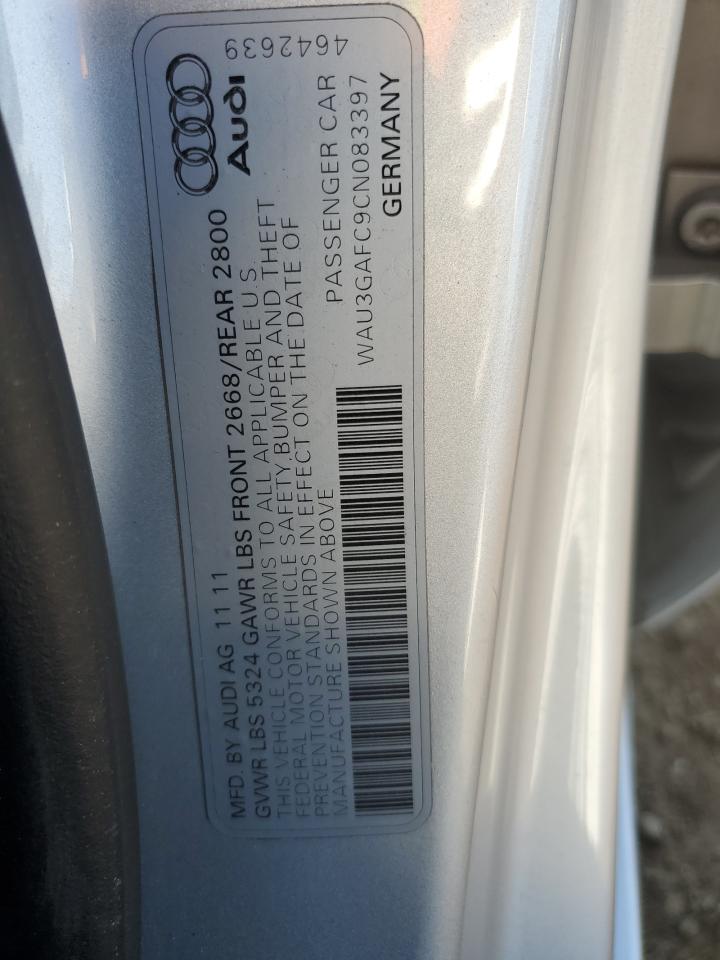 MFD. BY AUDI AG 11 11
GVWR LBS 5324 GAWR LBS FRONT 2668/REAR 2800
THIS VEHICLE CONFORMS TO ALL APPLICABLE U.S.
FEDERAL MOTOR VEHICLE SAFETY,BUMPER AND THEFT
PREVENTION STANDARDS IN EFFECT ON THE DATE OF
MANUFACTURE SHOWN ABOVE
Audi
4642639
PASSENGER CAR
WAU3GAFC9CN083397
GERMANY